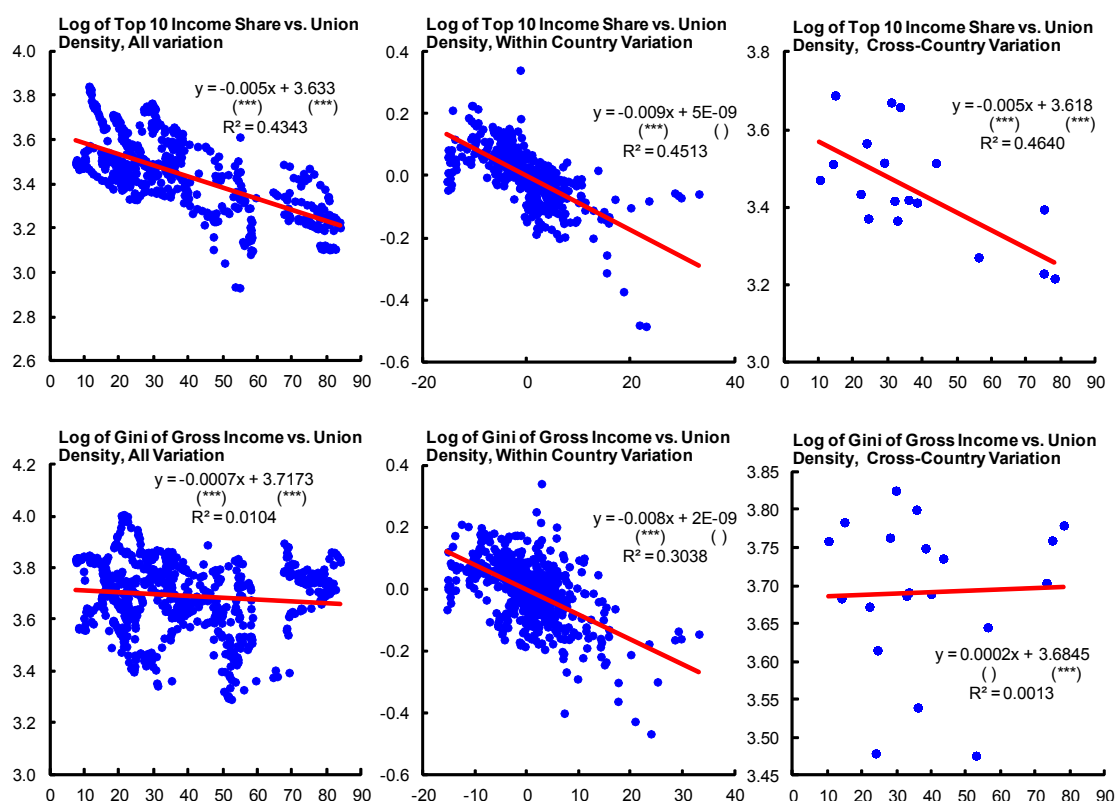 Log of Top 10 Income Share vs. Union
Density, All variation
4.0
3.8
3.6
3.4
3.2
3.0
2.8
2.6
y = -0.005x + 3.633
(***) (***)
R² = 0.4343
0 10 20 30 40 50 60 70 80 90
Log of Top 10 Income Share vs. Union
Density, Within Country Variation
0.4
0.2
0.0
-0.2
-0.4
-0.6
y = -0.009x + 5E-09
(***) ( )
R² = 0.4513
-20 0 20 40
Log of Top 10 Income Share vs. Union
Density, Cross-Country Variation
3.8
3.6
3.4
3.2
3.0
y = -0.005x + 3.618
(***) (***)
R² = 0.4640
0 10 20 30 40 50 60 70 80 90
Log of Gini of Gross Income vs. Union
Density, All Variation
4.2
4.0
3.8
3.6
3.4
3.2
3.0
y = -0.0007x + 3.7173
(***) (***)
R² = 0.0104
0 10 20 30 40 50 60 70 80 90
Log of Gini of Gross Income vs. Union
Density, Within Country Variation
0.4
0.2
0.0
-0.2
-0.4
-0.6
y = -0.008x + 2E-09
(***) ( )
R² = 0.3038
-20 -10 0 10 20 30 40
Log of Gini of Gross Income vs. Union
Density, Cross-Country Variation
3.85
3.80
3.75
3.70
3.65
3.60
3.55
3.50
3.45
y = 0.0002x + 3.6845
( ) (***)
R² = 0.0013
0 10 20 30 40 50 60 70 80 90